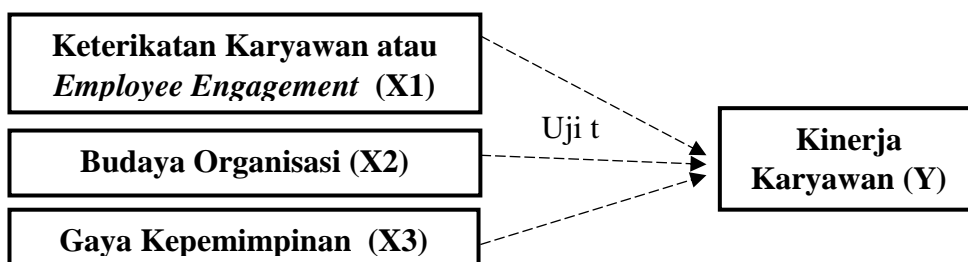 Keterikatan Karyawan atau
Employee Engagement (X1)
Uji t
Budaya Organisasi (X2)
Kinerja
Karyawan (Y)
Gaya Kepemimpinan (X3)